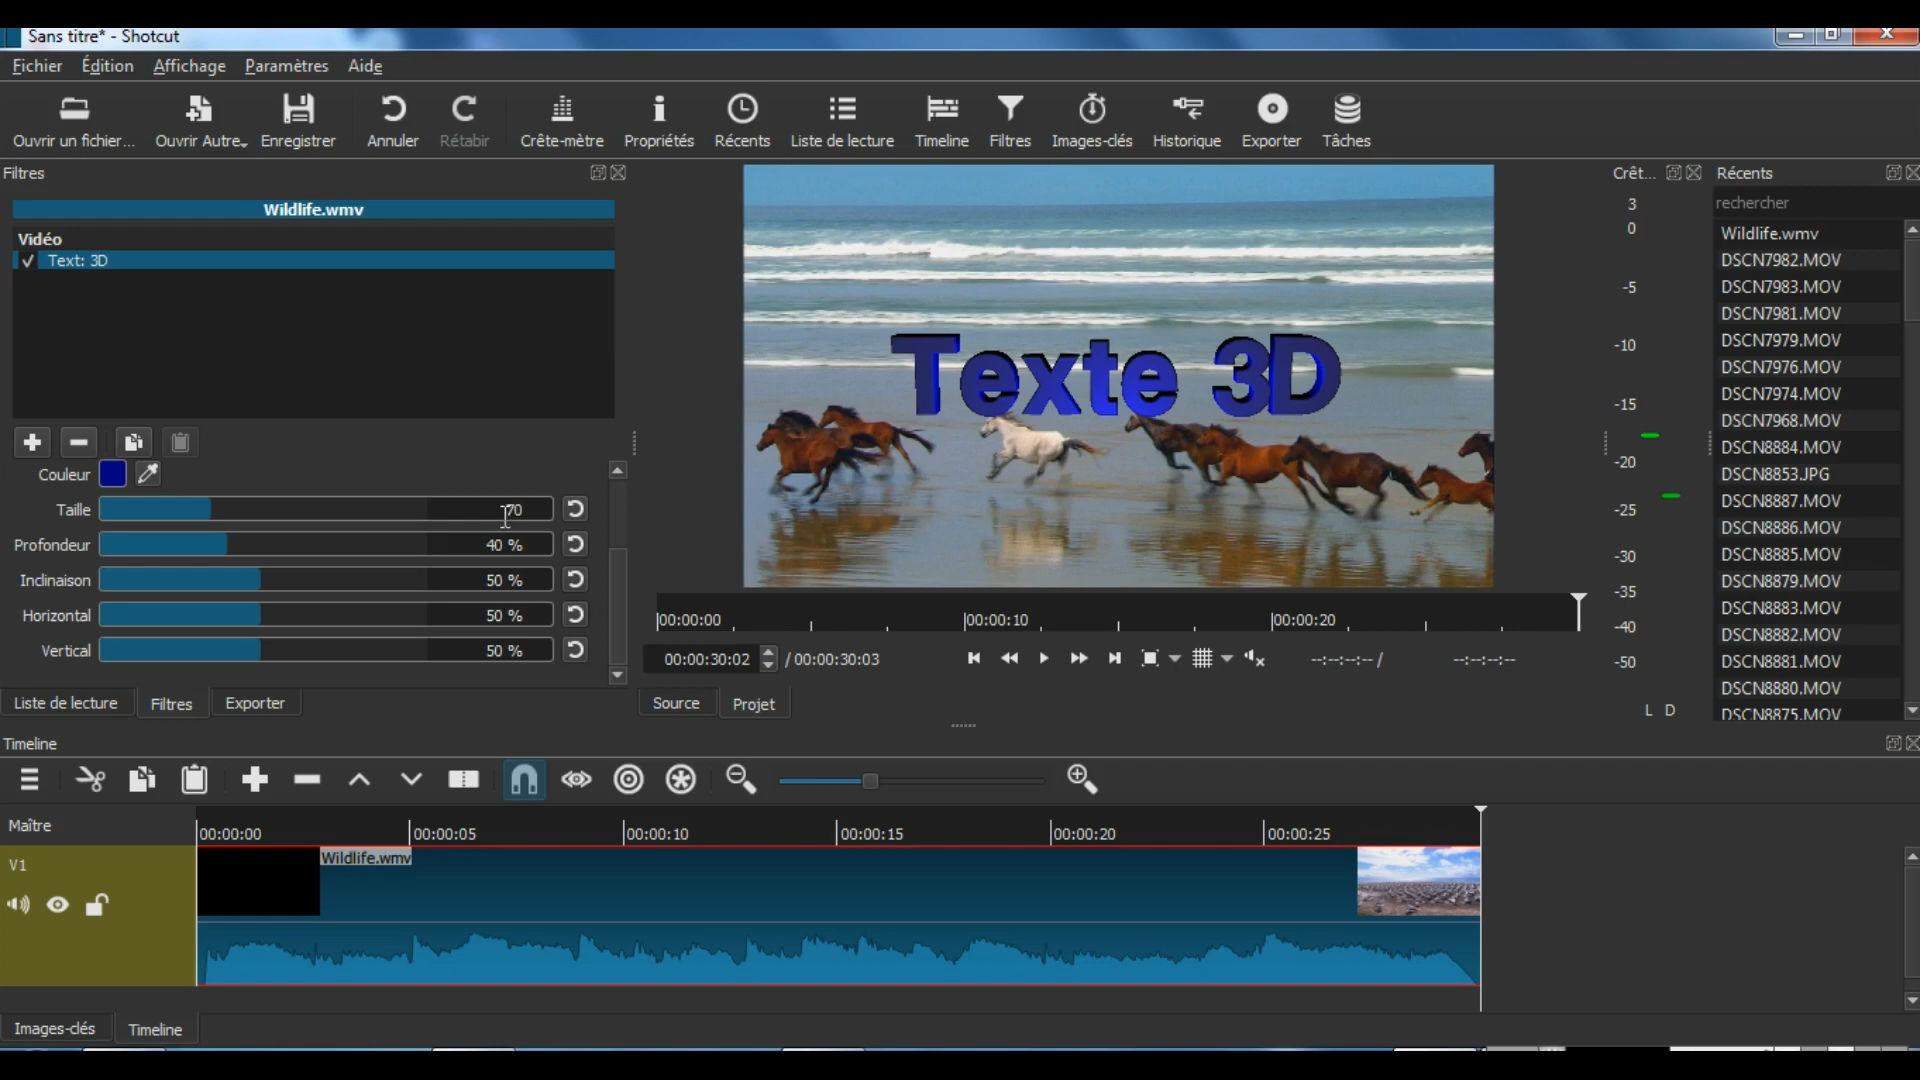 Sans titre* - Shotcut
Fichier Édition Affichage Paramètres Aide
Ouvrir un fichier... Ouvrir Autre Enregistrer Annuler Rétabir Crête-mètre Propriétés Récents Liste de lecture Timeline Filtres Images-clés Historique Exporter Tâches
Filtres
Wildlife.wmv
Vidéo
Text: 3D
Couleur
Taille 70
Profondeur 40 %
Inclinaison 50 %
Horizontal 50 %
Vertical 50 %
Liste de lecture Filtres Exporter
Texte 3D
00:00:00 00:00:10 00:00:20
00:00:30:02 / 00:00:30:03 --:--:--:-- / --:--:--:--
Source Projet
Crêt...
3
0
-5
-10
-15
-20
-25
-30
-35
-40
-50
L D
Récents
rechercher
Wildlife.wmv
DSCN7982.MOV
DSCN7983.MOV
DSCN7981.MOV
DSCN7979.MOV
DSCN7976.MOV
DSCN7974.MOV
DSCN7968.MOV
DSCN8884.MOV
DSCN8853.JPG
DSCN8887.MOV
DSCN8886.MOV
DSCN8885.MOV
DSCN8879.MOV
DSCN8883.MOV
DSCN8882.MOV
DSCN8881.MOV
DSCN8880.MOV
DSCN8875.MOV
Timeline
Maître
00:00:00 00:00:05 00:00:10 00:00:15 00:00:20 00:00:25
V1
Wildlife.wmv
Images-clés Timeline